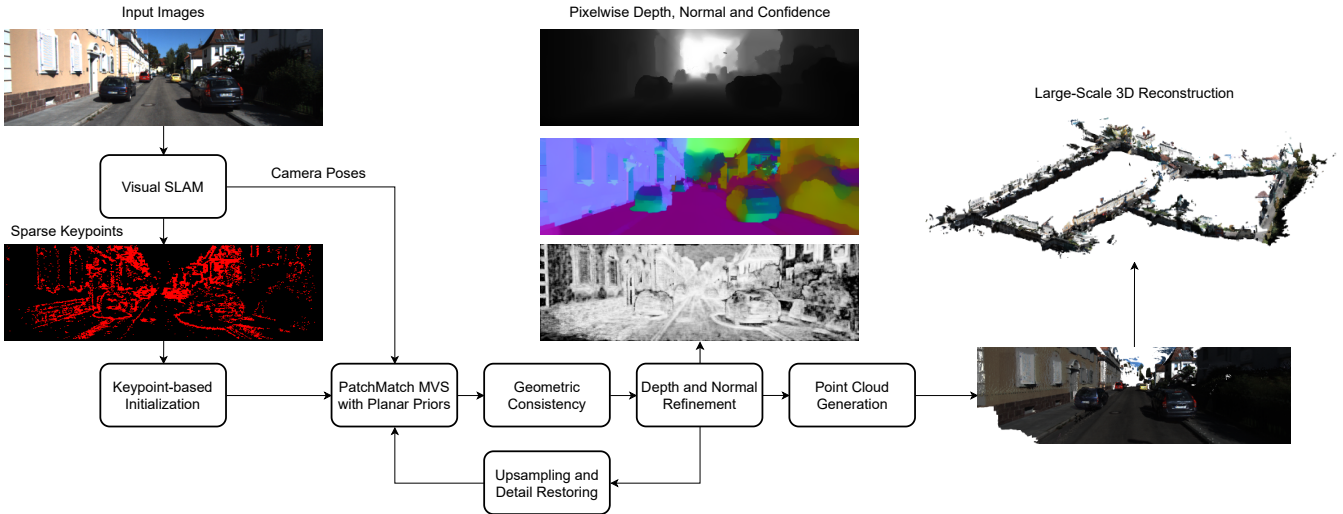 Input Images
Pixelwise Depth, Normal and Confidence
Large-Scale 3D Reconstruction
Visual SLAM
Camera Poses
Sparse Keypoints
Keypoint-based
Initialization
PatchMatch MVS
with Planar Priors
Geometric
Consistency
Depth and Normal
Refinement
Point Cloud
Generation
Upsampling and
Detail Restoring